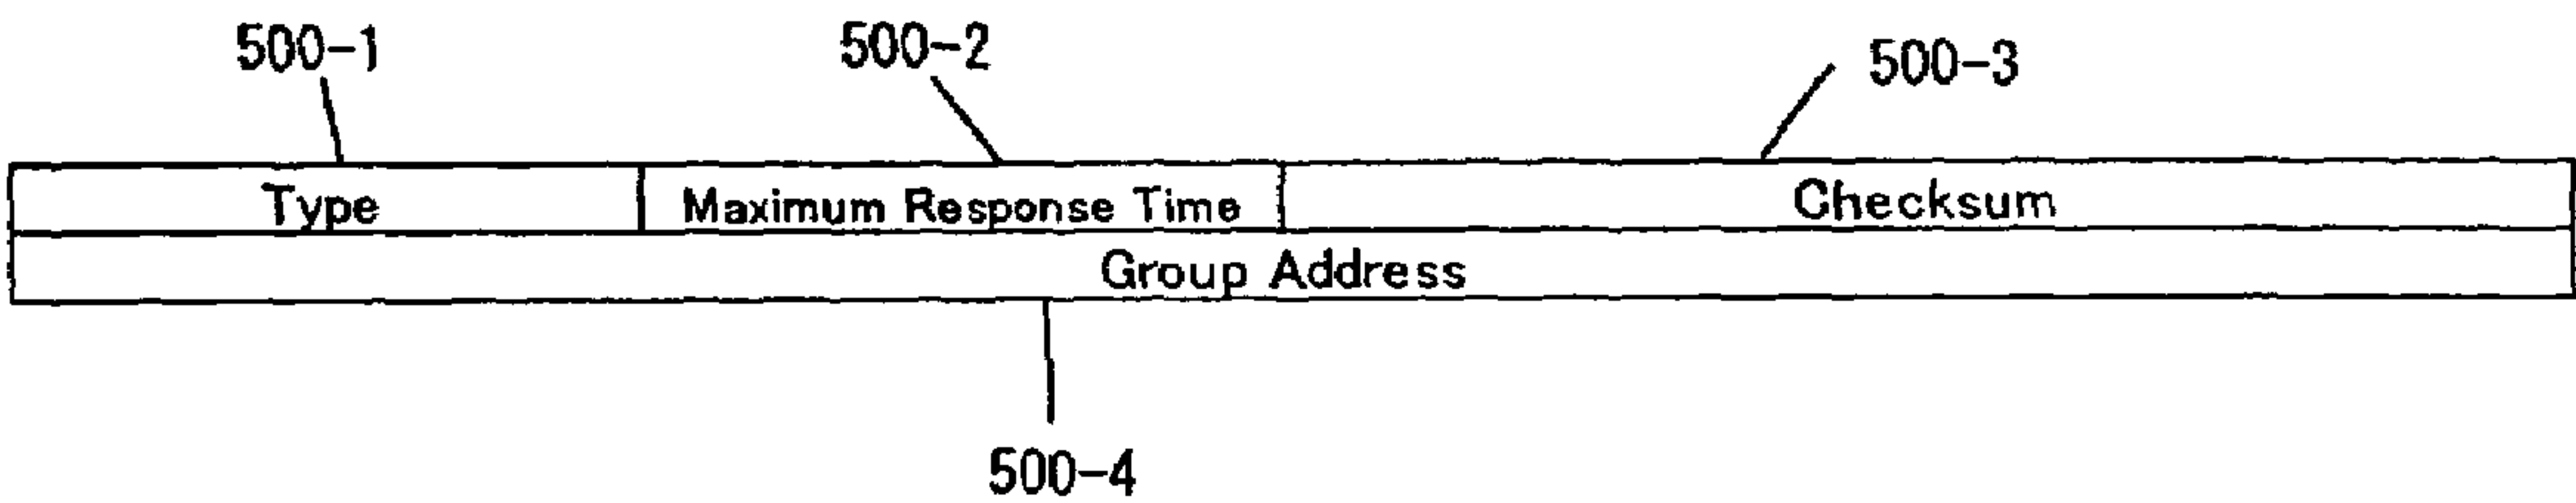 500-1 500-2 500-3
Type Maximum Response Time Checksum
Group Address
500-4